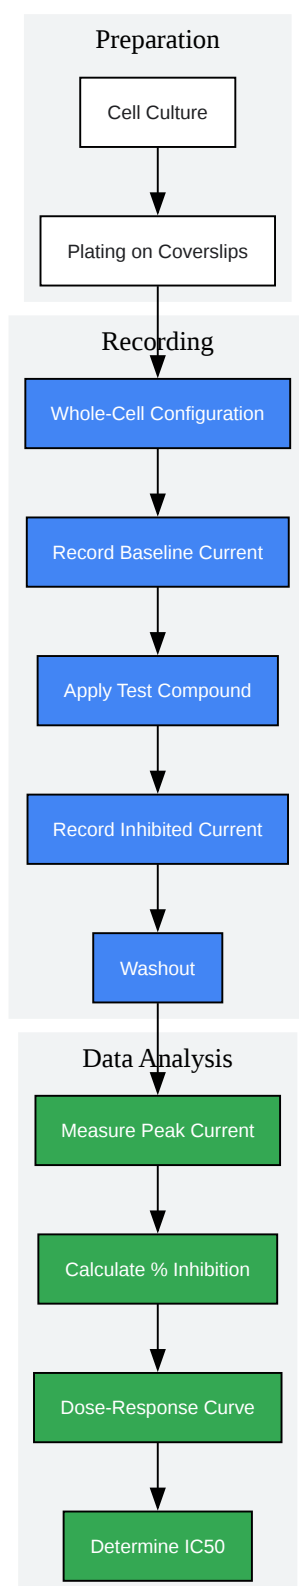 Preparation
Cell Culture
Plating on Coverslips
Recording
Whole-Cell Configuration
Record Baseline Current
Apply Test Compound
Record Inhibited Current
Washout
Data Analysis
Measure Peak Current
Calculate % Inhibition
Dose-Response Curve
Determine IC50